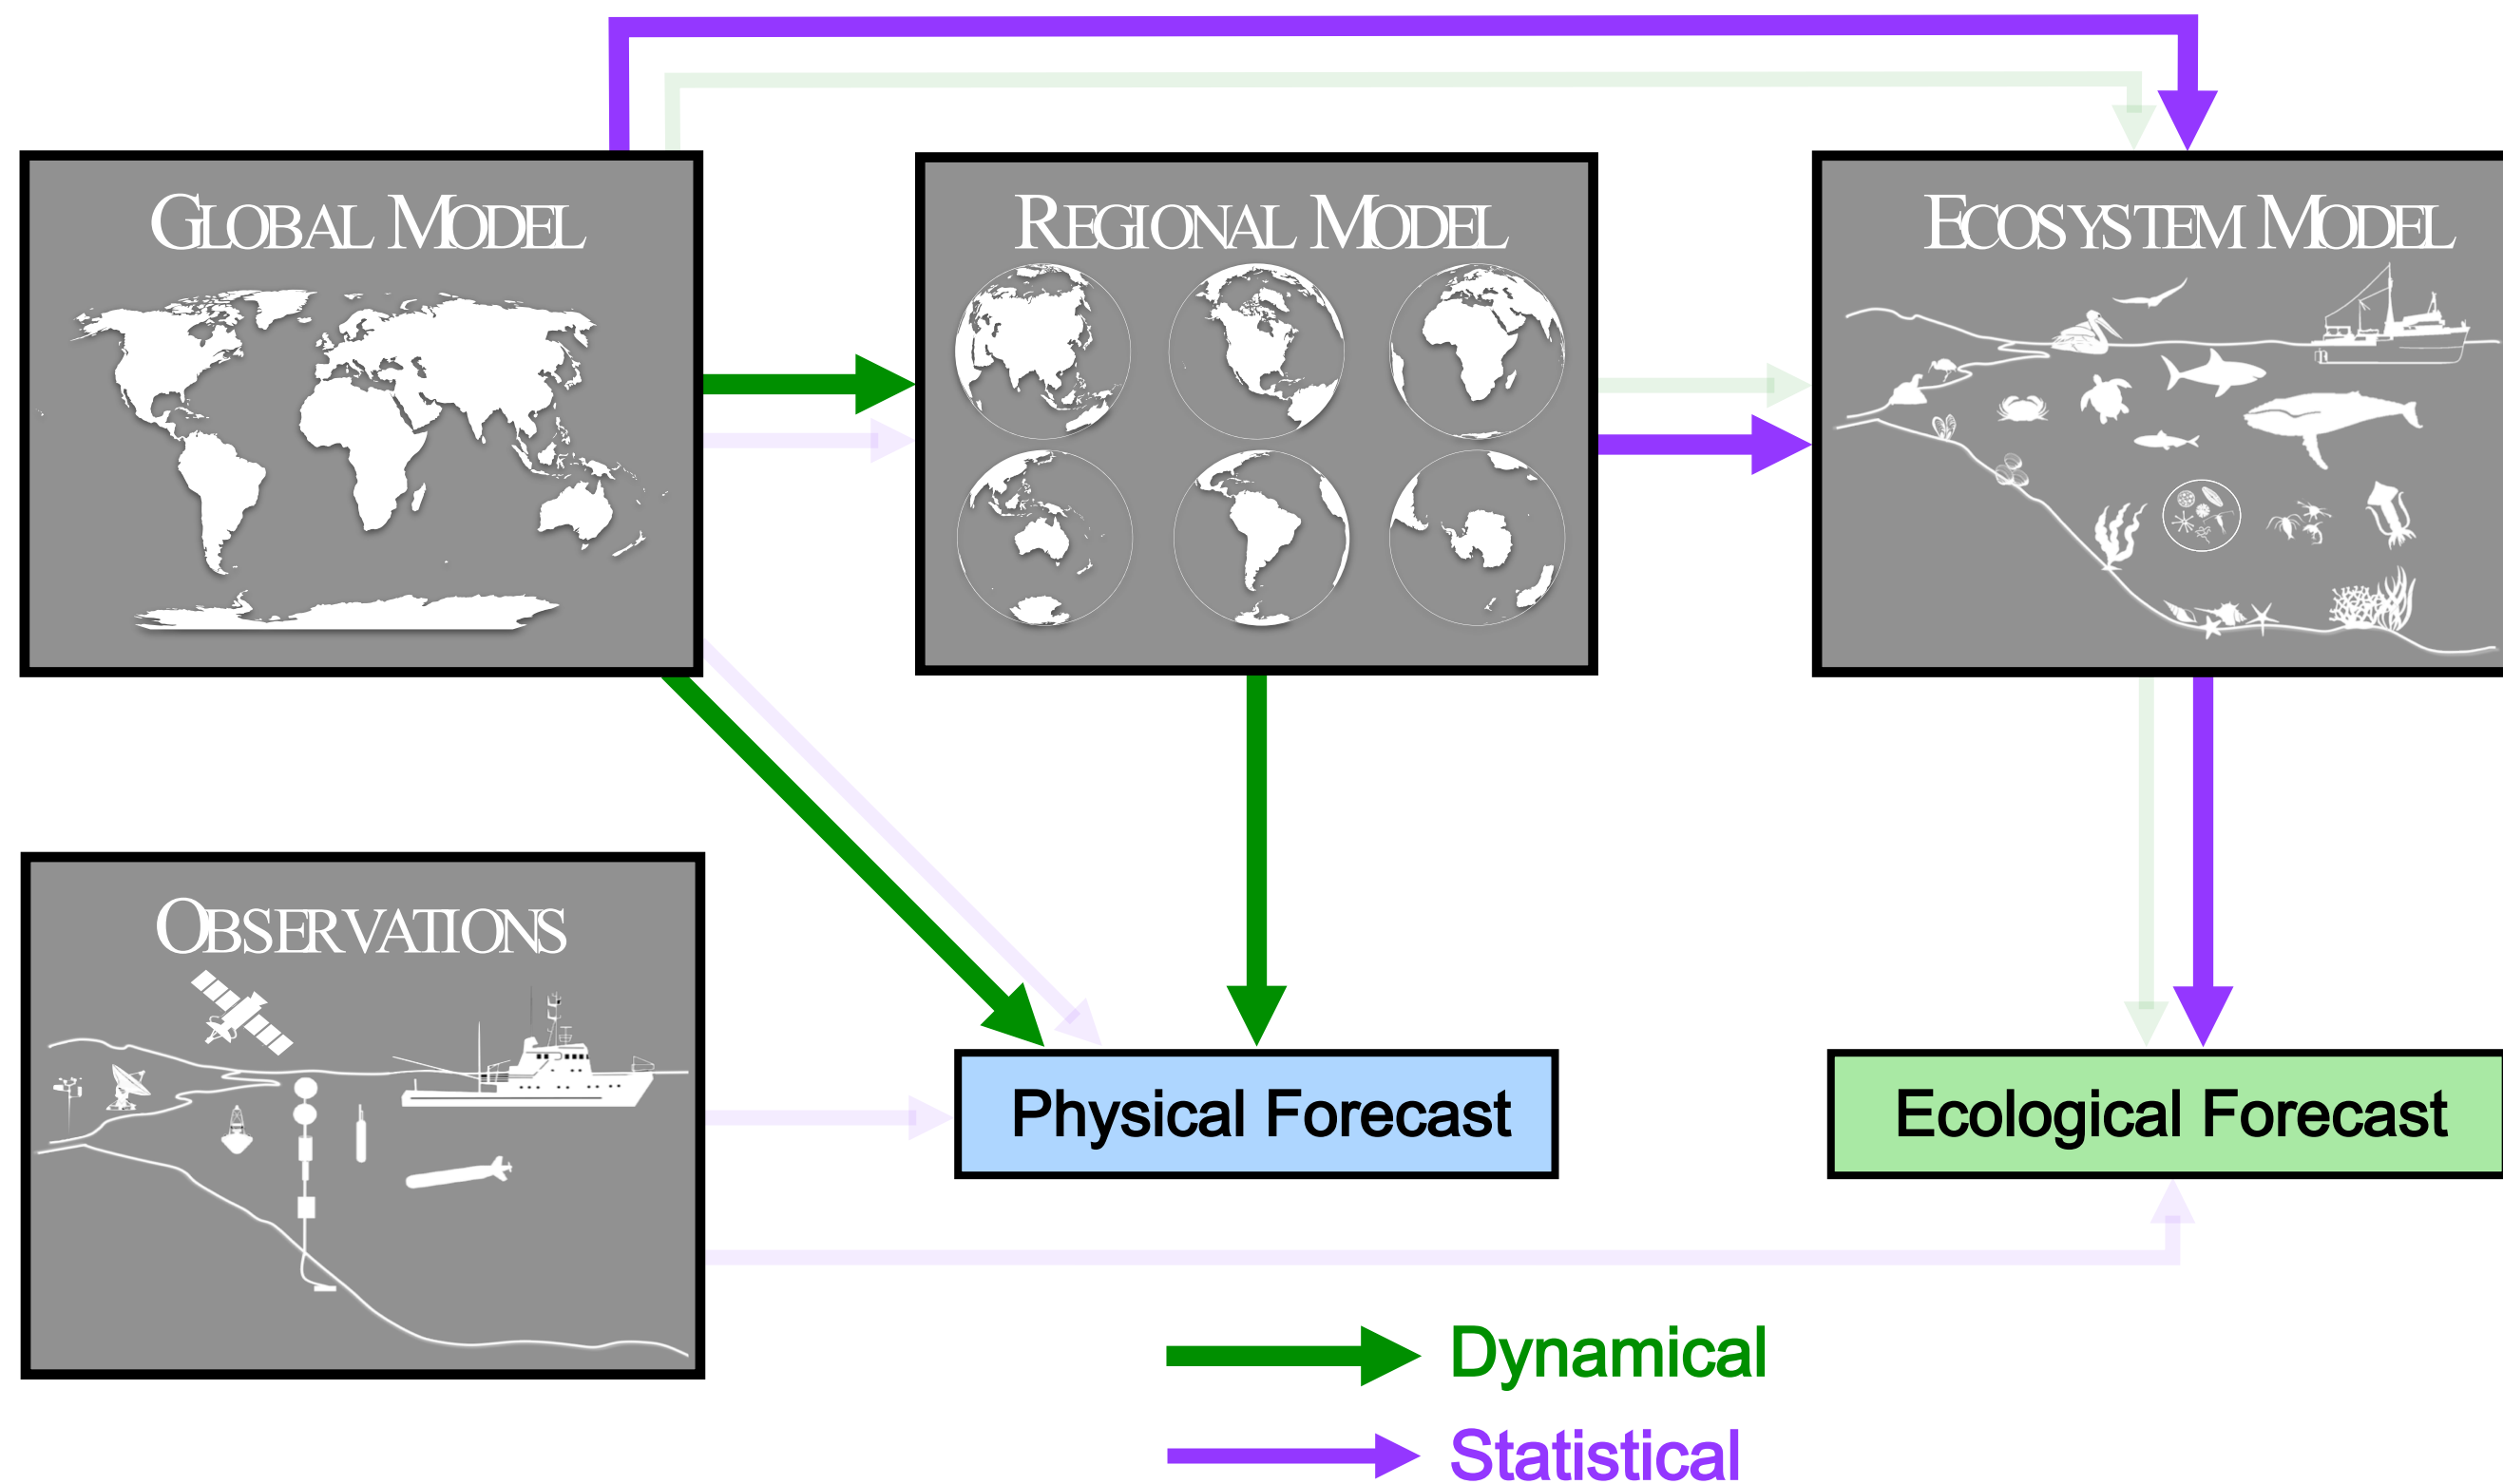 GLOBAL MODEL
REGIONAL MODEL
ECOSYSTEM MODEL
OBSERVATIONS
Physical Forecast
Ecological Forecast
Dynamical
Statistical